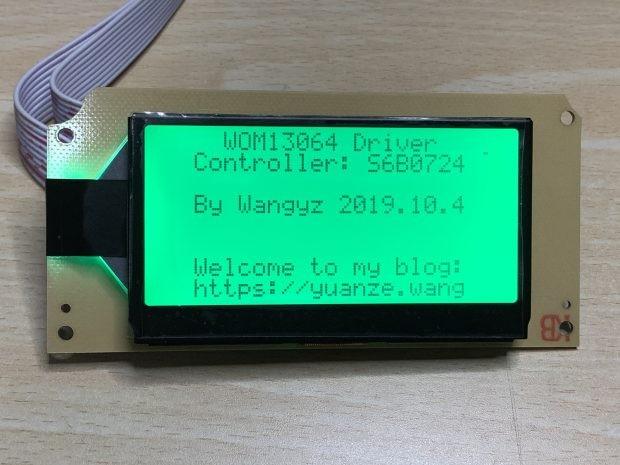 WOM13064 Driver
Controller: S6B0724
By Wangyz 2019.10.4
Welcome to my blog:
https://yuanze.wang